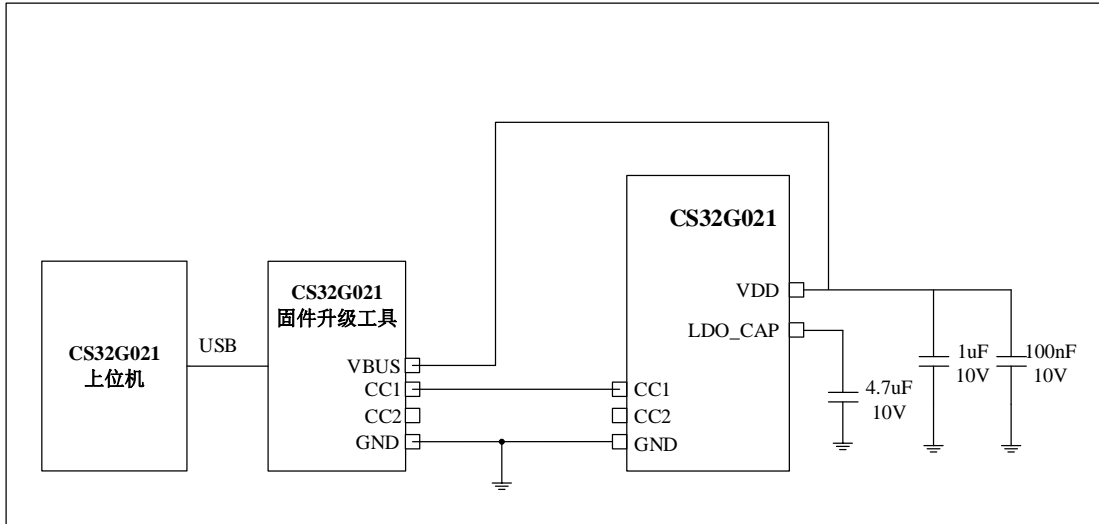 CS32G021
上位机
USB
CS32G021
固件升级工具
VBUS
CC1
CC2
GND
CS32G021
VDD
LDO_CAP
CC1
CC2
GND
4.7uF
10V
1uF
10V
100nF
10V